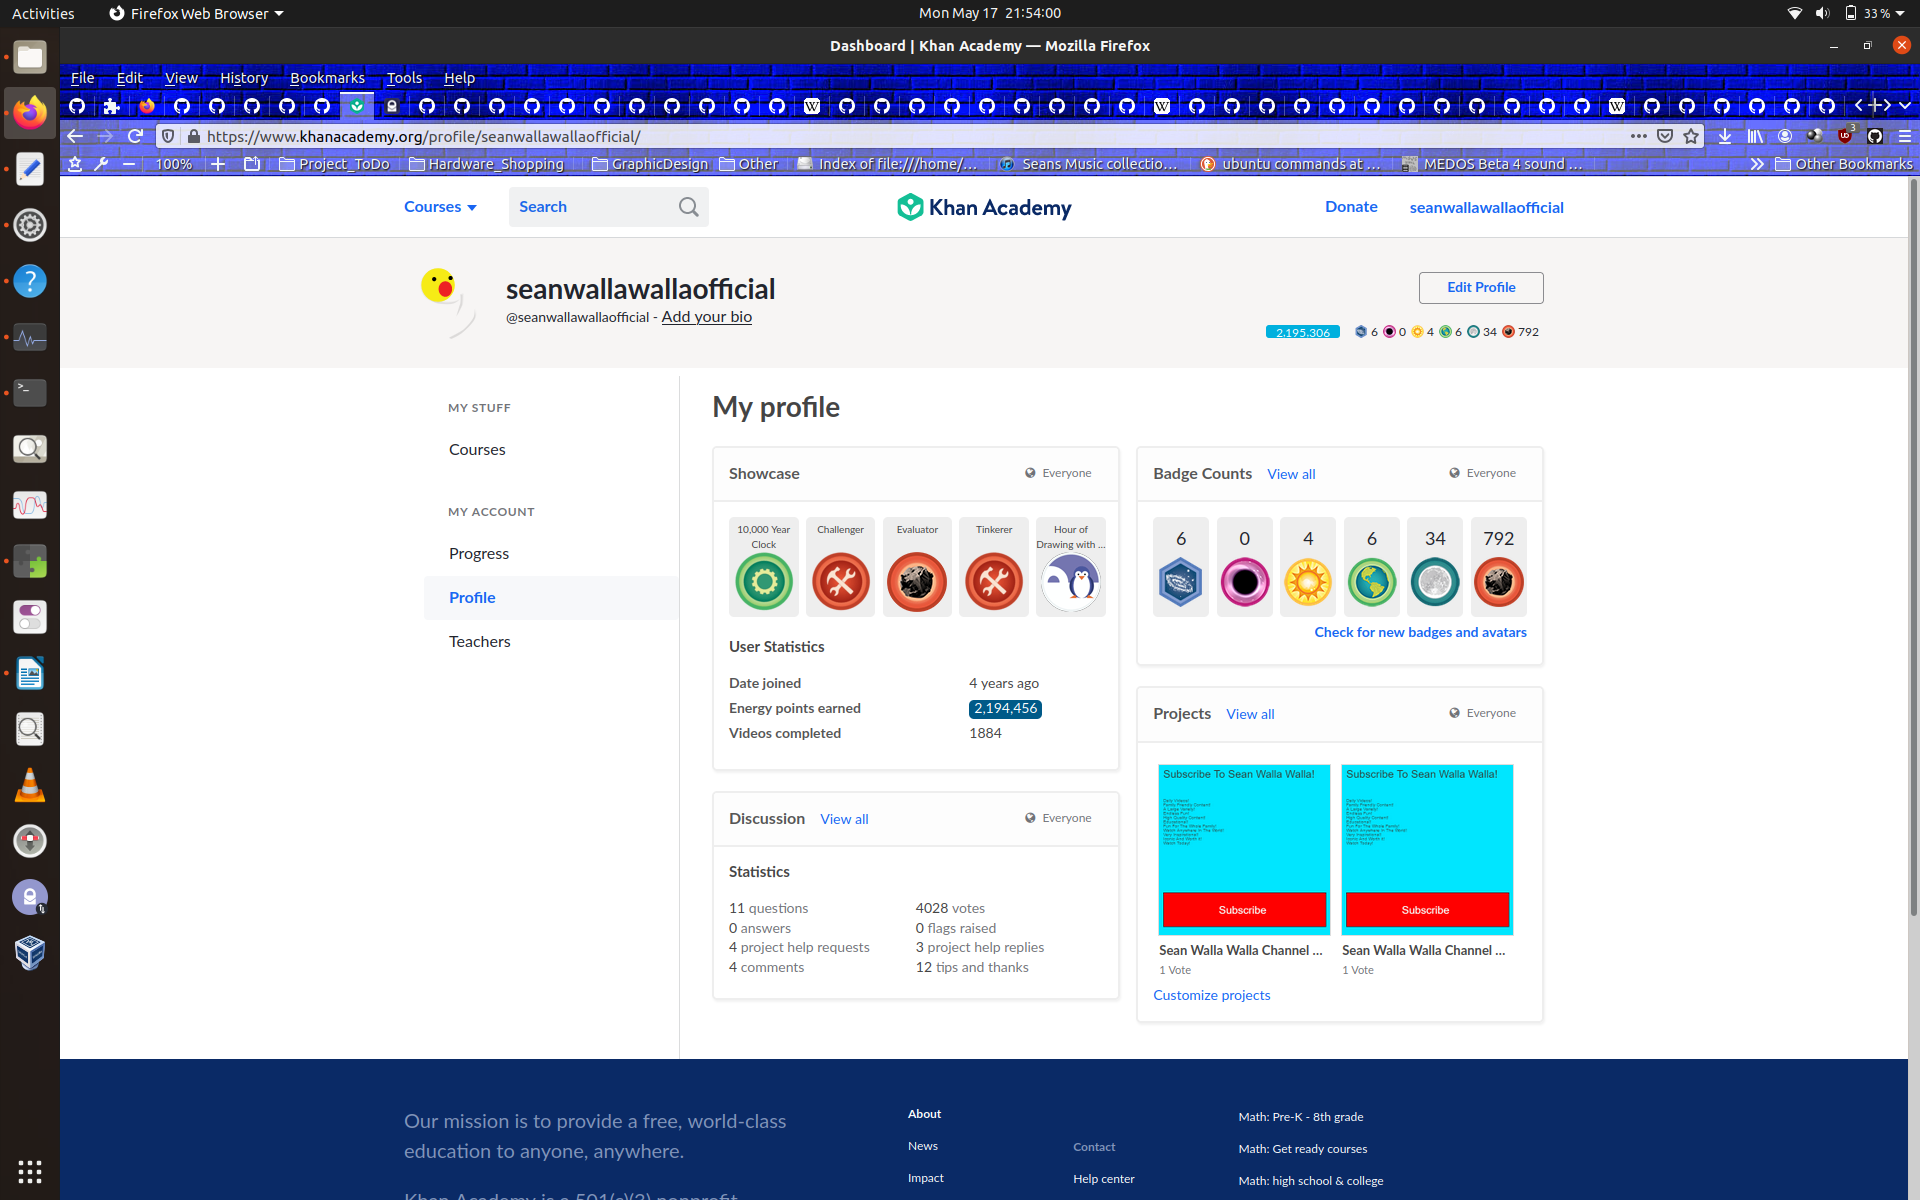 Activities Firefox Web Browser Mon May 17 21:54:00 33 %
Dashboard | Khan Academy — Mozilla Firefox
File Edit View History Bookmarks Tools Help
https://www.khanacademy.org/profile/seanwallawallaofficial/ 3
100% Project_ToDo Hardware_Shopping GraphicDesign Other Index of file:///home/... Seans Music collectio... ubuntu commands at ... MEDOS Beta 4 sound ... Other Bookmarks
Courses Search Khan Academy Donate seanwallawallaofficial
seanwallawallaofficial
Edit Profile
@seanwallawallaofficial - Add your bio
2,195,306 6 0 4 6 34 792
MY STUFF
Courses
MY ACCOUNT
Progress
Profile
Teachers
My profile
Showcase Everyone
10,000 Year Clock
Challenger
Evaluator
Tinkerer
Hour of Drawing with ...
User Statistics
Date joined 4 years ago
Energy points earned 2,194,456
Videos completed 1884
Badge Counts View all Everyone
6 0 4 6 34 792
Check for new badges and avatars
Discussion View all Everyone
Statistics
11 questions 4028 votes
0 answers 0 flags raised
4 project help requests 3 project help replies
4 comments 12 tips and thanks
Projects View all Everyone
Subscribe To Sean Walla Walla! Subscribe To Sean Walla Walla!
Subscribe Subscribe
Sean Walla Walla Channel ... Sean Walla Walla Channel ...
1 Vote 1 Vote
Customize projects
Our mission is to provide a free, world-class
education to anyone, anywhere.
Khan Academy is a 501(c)(3) nonprofit
About
News
Impact
Contact
Help center
Math: Pre-K - 8th grade
Math: Get ready courses
Math: high school & college